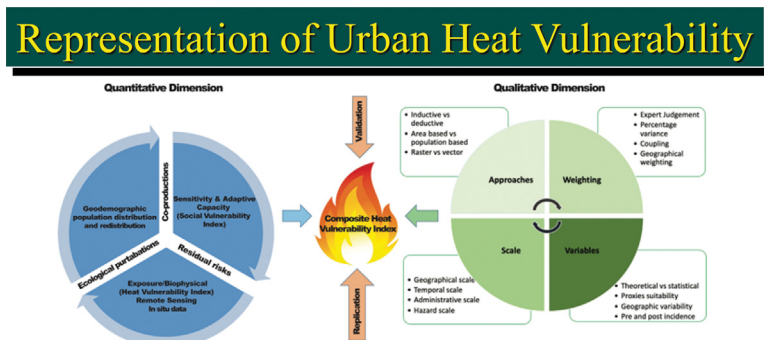 Representation of Urban Heat Vulnerability
Quantitative Dimension
Co-productions
Geodemographic
population distribution
and redistribution
Sensitivity & Adaptive
Capacity
(Social Vulnerability
Index)
Ecological purtabations
Residual risks
Exposure/Biophysical
(Heat Vulnerability Index)
Remote Sensing
In situ data
Validation
Composite Heat
Vulnerability Index
Replication
Qualitative Dimension
• Inductive vs
deductive
• Area based vs
population based
• Raster vs vector
• Expert Judgement
• Percentage
variance
• Coupling
• Geographical
weighting
Approaches
Weighting
Scale
Variables
• Geographical scale
• Temporal scale
• Administrative scale
• Hazard scale
• Theoretical vs statistical
• Proxies suitability
• Geographic variability
• Pre and post incidence